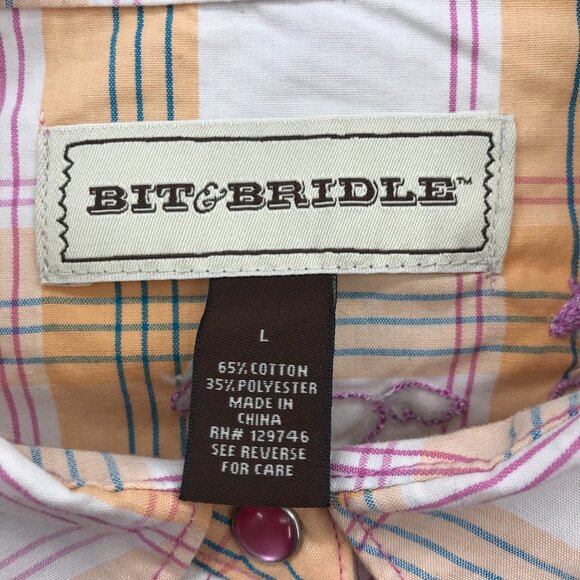 BIT&BRIDLE™
L
65% COTTON
35% POLYESTER
MADE IN
CHINA
RN# 129746
SEE REVERSE
FOR CARE